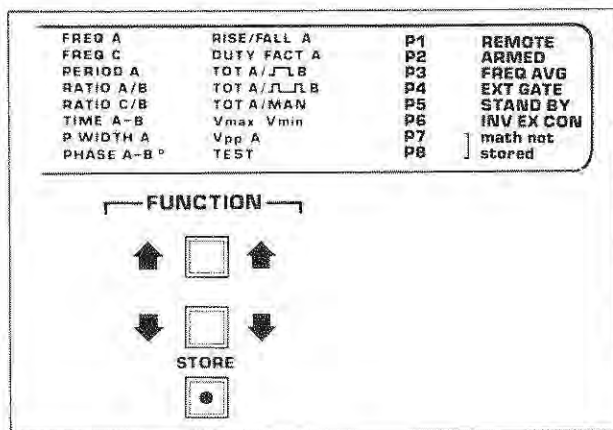 FREQ A RISE/FALL A P1 REMOTE
FREQ C DUTY FACT A P2 ARMED
PERIOD A TOT A/ B P3 FREQ AVG
RATIO A/B TOT A/ B P4 EXT GATE
RATIO C/B TOT A/MAN P5 STAND BY
TIME A-B Vmax Vmin P6 INV EX CON
P WIDTH A Vpp A P7 math not
PHASE A-B° TEST P8 stored
FUNCTION
STORE